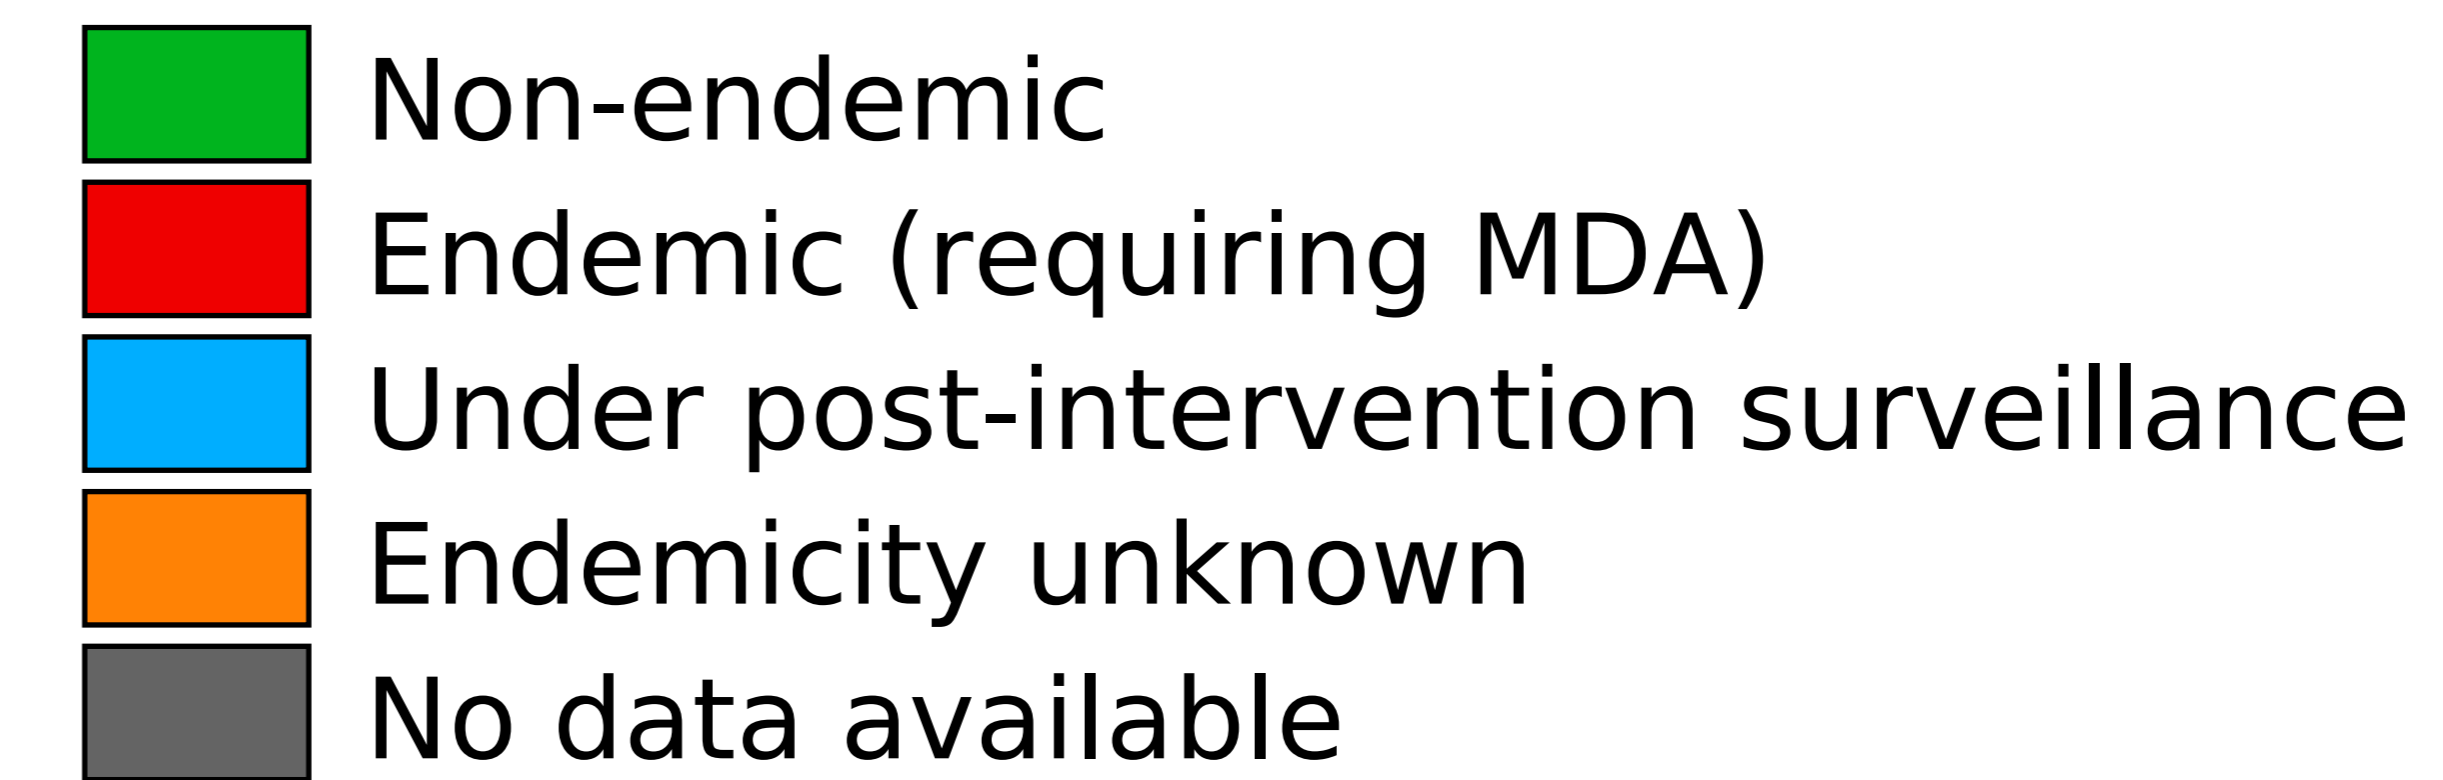 Non-endemic
Endemic (requiring MDA)
Under post-intervention surveillance
Endemicity unknown
No data available